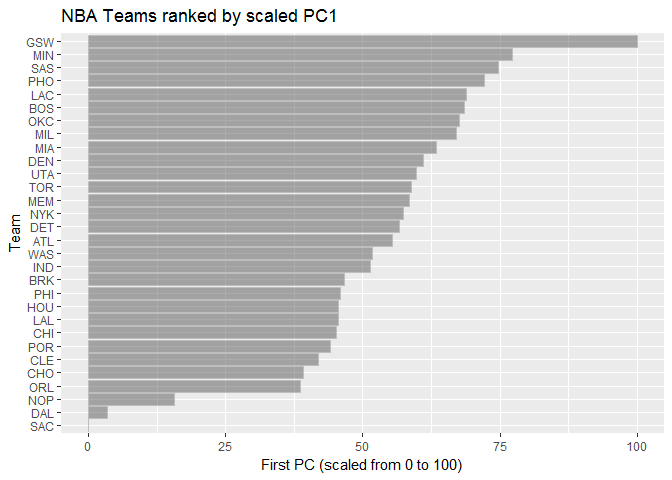 NBA Teams ranked by scaled PC1
GSW
MIN
SAS
PHO
LAC
BOS
OKC
MIL
MIA
DEN
UTA
TOR
MEM
NYK
DET
ATL
WAS
IND
BRK
PHI
HOU
LAL
CHI
POR
CLE
CHO
ORL
NOP
DAL
SAC
Team
0 25 50 75 100
First PC (scaled from 0 to 100)